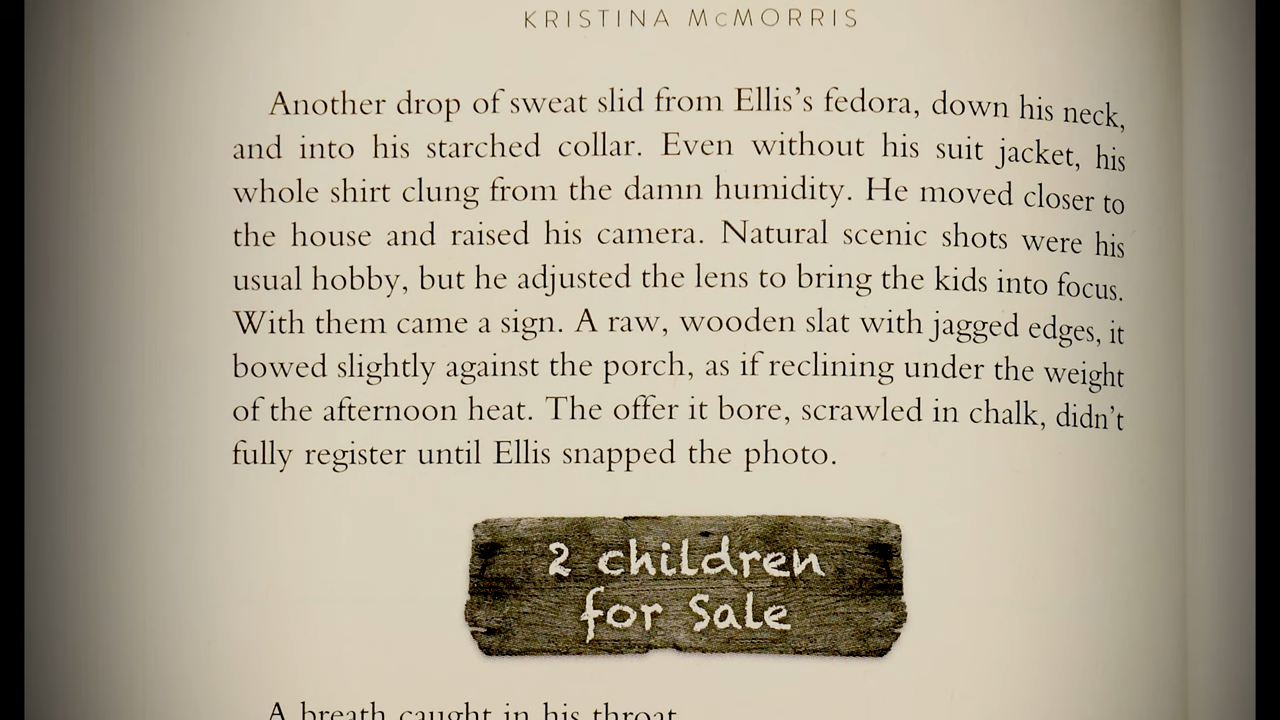 KRISTINA McMORRIS
Another drop of sweat slid from Ellis’s fedora, down his neck,
and into his starched collar. Even without his suit jacket, his
whole shirt clung from the damn humidity. He moved closer to
the house and raised his camera. Natural scenic shots were his
usual hobby, but he adjusted the lens to bring the kids into focus.
With them came a sign. A raw, wooden slat with jagged edges, it
bowed slightly against the porch, as if reclining under the weight
of the afternoon heat. The offer it bore, scrawled in chalk, didn’t
fully register until Ellis snapped the photo.
2 children
for Sale
A breath caught in his throat.